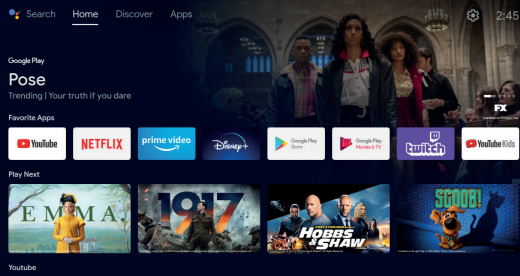 Search Home Discover Apps 2:45
Google Play
Pose
Trending | Your truth if you dare
FX
Favorite Apps
YouTube
NETFLIX
prime video
Disney+
Google Play
Store
Google Play
Movies & TV
twitch
YouTube Kids
Play Next
EMMA.
1917
HOBBS
& SHAW
SCOOB!
Youtube